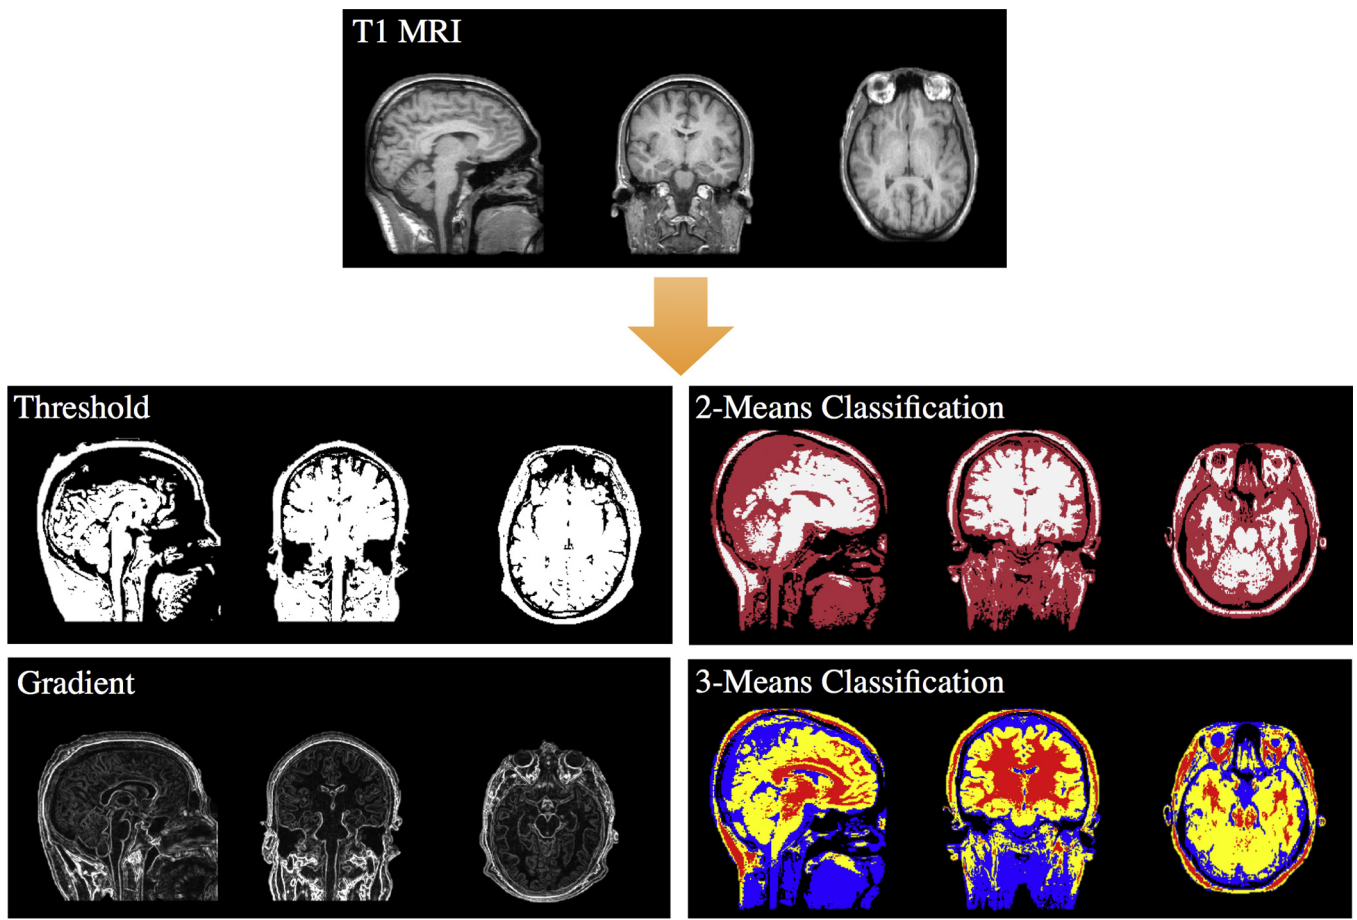 T1 MRI
Threshold
2-Means Classification
Gradient
3-Means Classification